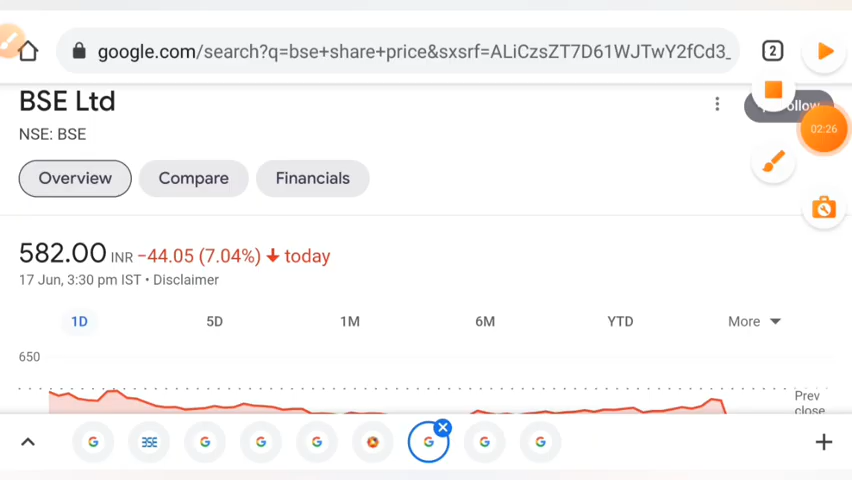 google.com/search?q=bse+share+price&sxsrf=ALiCzsZT7D61WJTwY2fCd3_
2
BSE Ltd
NSE: BSE
ollow
02:26
Overview
Compare
Financials
582.00 INR −44.05 (7.04%) today
17 Jun, 3:30 pm IST • Disclaimer
1D
5D
1M
6M
YTD
More
650
Prev
close
BSE